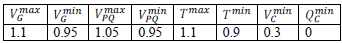 V_G^max V_G^min V_PQ^max V_PQ^min T^max T^min V_C^min Q_C^min
1.1 0.95 1.05 0.95 1.1 0.9 0.3 0